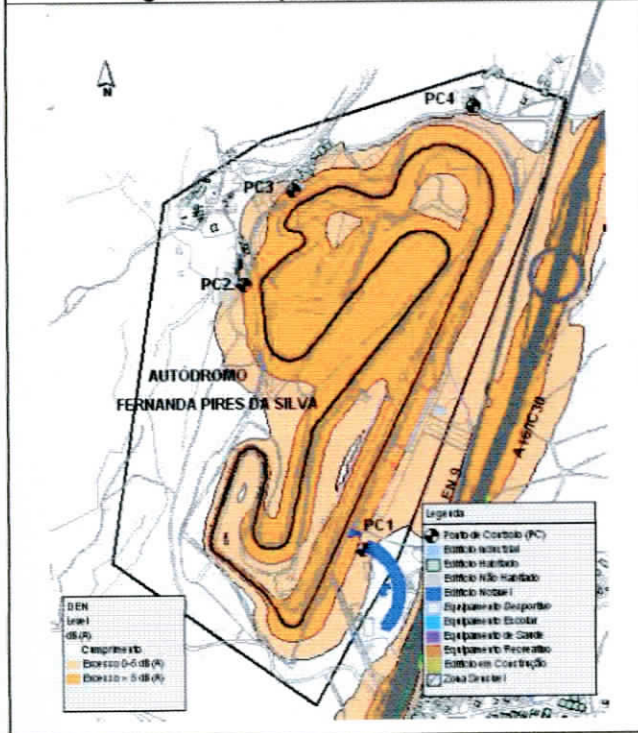 N
PC4
PC3
PC2
AUTÓDROMO
FERNANDA PIRES DA SILVA
A16/IC30
EN 9
PC1
Legenda
Ponto de Controlo (PC)
Edifício Industrial
Edifício Habitado
Edifício Não Habitado
Edifício Notável
Equipamento Desportivo
Equipamento Escolar
Equipamento de Saúde
Equipamento Recreativo
Edifício em Construção
Zona Sensível
DEN
Level
dB(A)
Cumprimento
Excesso 0-5 dB(A)
Excesso > 5 dB(A)